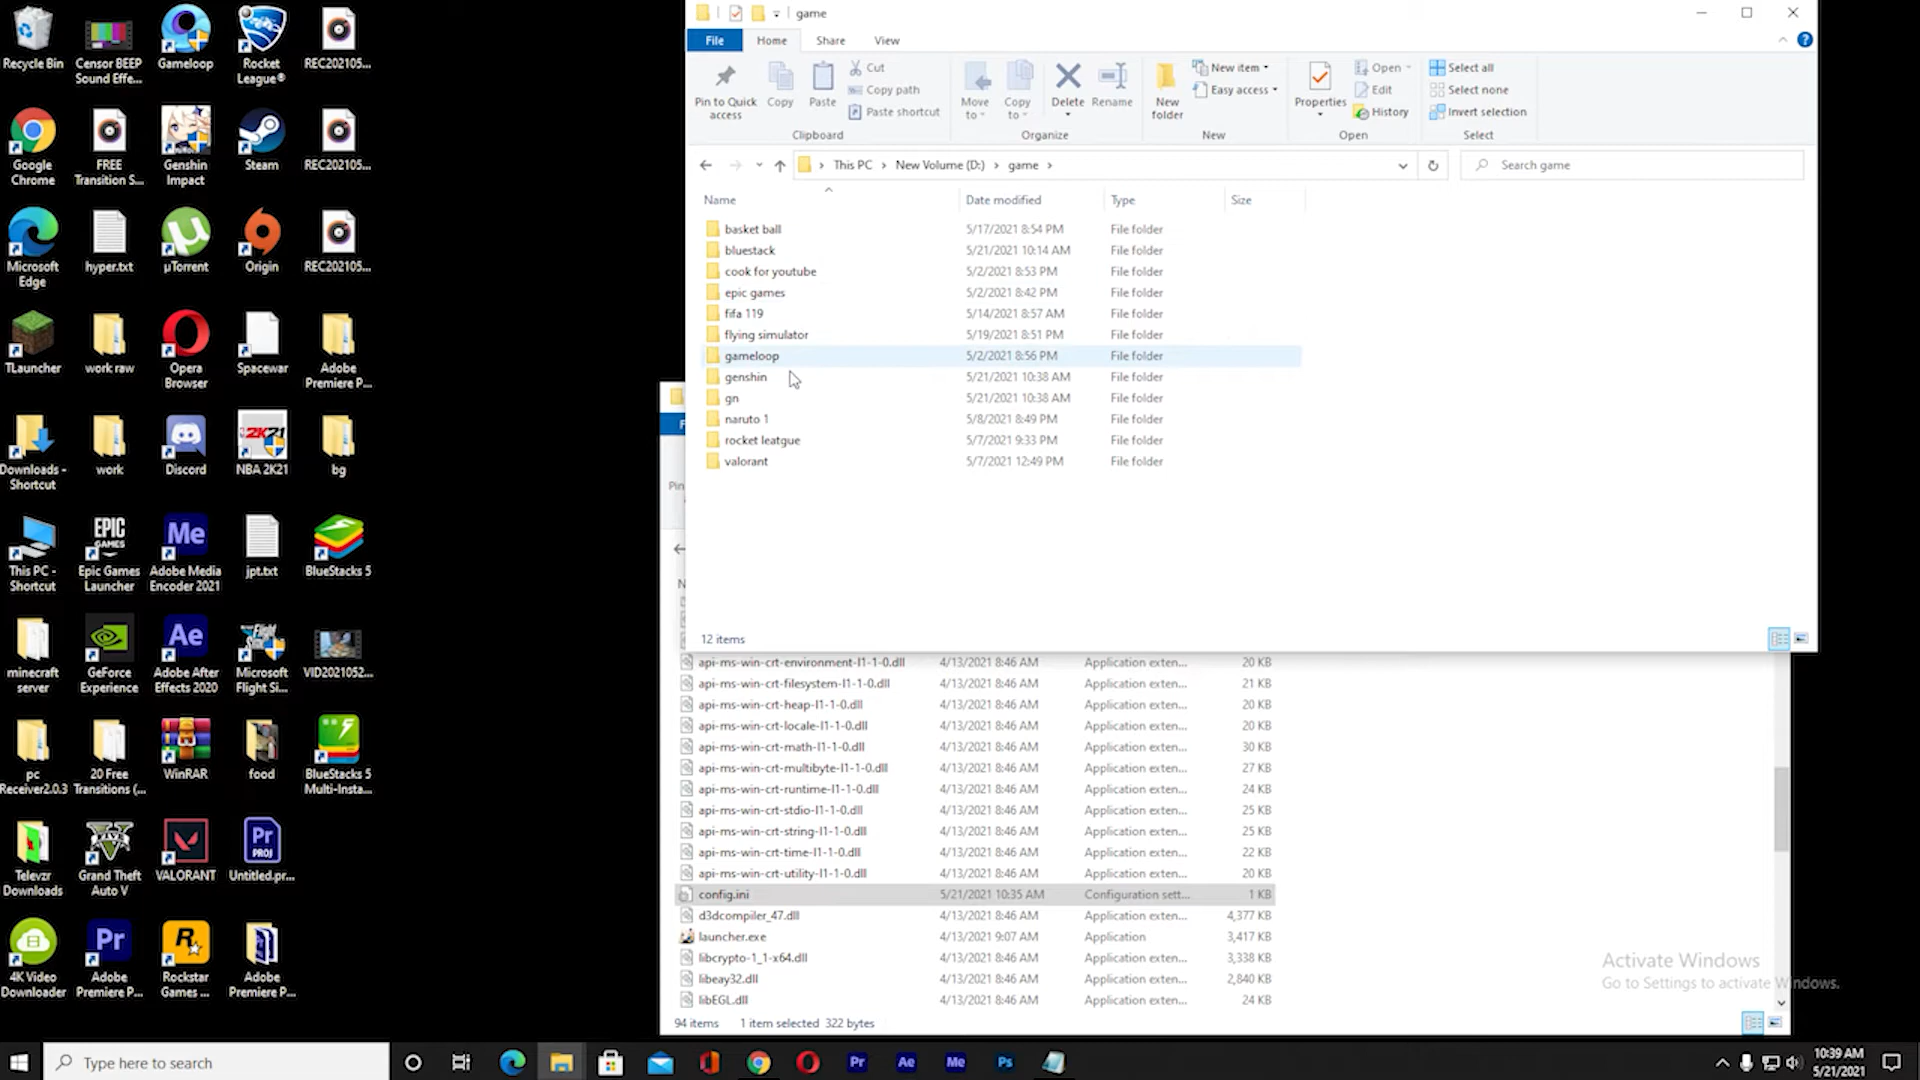 Recycle Bin
Censor BEEP Sound Effe...
Gameloop
Rocket League®
REC202105...
Google Chrome
FREE Transition S...
Genshin Impact
Steam
REC202105...
Microsoft Edge
hyper.txt
µTorrent
Origin
REC202105...
TLauncher
work raw
Opera Browser
Spacewar
Adobe Premiere P...
Downloads - Shortcut
work
Discord
NBA 2K21
bg
This PC - Shortcut
Epic Games Launcher
Adobe Media Encoder 2021
jpt.txt
BlueStacks 5
minecraft server
GeForce Experience
Adobe After Effects 2020
Microsoft Flight Si...
VID2021052...
pc Receiver2.0.3
20 Free Transitions (...
WinRAR
food
BlueStacks 5 Multi-Insta...
Televzr Downloads
Grand Theft Auto V
VALORANT
Untitled.pr...
4K Video Downloader
Adobe Premiere P...
Rockstar Games ...
Adobe Premiere P...
game
File Home Share View
Pin to Quick access
Copy
Paste
Cut
Copy path
Paste shortcut
Clipboard
Move to
Copy to
Delete
Rename
Organize
New folder
New item
Easy access
New
Properties
Open
Edit
History
Open
Select all
Select none
Invert selection
Select
This PC > New Volume (D:) > game >
Search game
Name Date modified Type Size
basket ball 5/17/2021 8:54 PM File folder
bluestack 5/21/2021 10:14 AM File folder
cook for youtube 5/2/2021 8:53 PM File folder
epic games 5/2/2021 8:42 PM File folder
fifa 119 5/14/2021 8:57 AM File folder
flying simulator 5/19/2021 8:51 PM File folder
gameloop 5/2/2021 8:56 PM File folder
genshin 5/21/2021 10:38 AM File folder
gn 5/21/2021 10:38 AM File folder
naruto 1 5/8/2021 8:49 PM File folder
rocket leatgue 5/7/2021 9:33 PM File folder
valorant 5/7/2021 12:49 PM File folder
12 items
api-ms-win-crt-environment-l1-1-0.dll 4/13/2021 8:46 AM Application exten... 20 KB
api-ms-win-crt-filesystem-l1-1-0.dll 4/13/2021 8:46 AM Application exten... 21 KB
api-ms-win-crt-heap-l1-1-0.dll 4/13/2021 8:46 AM Application exten... 20 KB
api-ms-win-crt-locale-l1-1-0.dll 4/13/2021 8:46 AM Application exten... 20 KB
api-ms-win-crt-math-l1-1-0.dll 4/13/2021 8:46 AM Application exten... 30 KB
api-ms-win-crt-multibyte-l1-1-0.dll 4/13/2021 8:46 AM Application exten... 27 KB
api-ms-win-crt-runtime-l1-1-0.dll 4/13/2021 8:46 AM Application exten... 24 KB
api-ms-win-crt-stdio-l1-1-0.dll 4/13/2021 8:46 AM Application exten... 25 KB
api-ms-win-crt-string-l1-1-0.dll 4/13/2021 8:46 AM Application exten... 25 KB
api-ms-win-crt-time-l1-1-0.dll 4/13/2021 8:46 AM Application exten... 22 KB
api-ms-win-crt-utility-l1-1-0.dll 4/13/2021 8:46 AM Application exten... 20 KB
config.ini 5/21/2021 10:35 AM Configuration sett... 1 KB
d3dcompiler_47.dll 4/13/2021 8:46 AM Application exten... 4,377 KB
launcher.exe 4/13/2021 9:07 AM Application 3,417 KB
libcrypto-1_1-x64.dll 4/13/2021 8:46 AM Application exten... 3,338 KB
libeay32.dll 4/13/2021 8:46 AM Application exten... 2,840 KB
libEGL.dll 4/13/2021 8:46 AM Application exten... 24 KB
94 items 1 item selected 322 bytes
Activate Windows
Go to Settings to activate Windows.
Type here to search
Pr Ae Me Ps
10:39 AM
5/21/2021